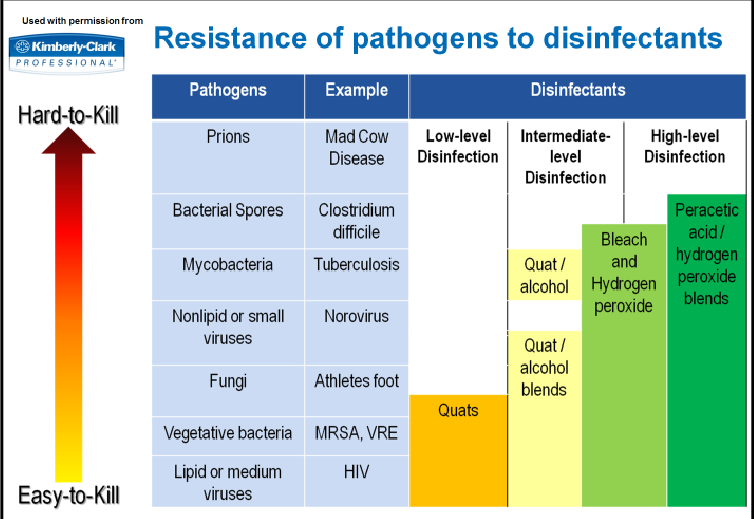 Used with permission from
Kimberly-Clark
PROFESSIONAL*
Resistance of pathogens to disinfectants
Hard-to-Kill
Easy-to-Kill
Pathogens
Example
Disinfectants
Prions
Mad Cow
Disease
Low-level
Disinfection
Intermediate-
level
Disinfection
High-level
Disinfection
Bacterial Spores
Clostridium
difficile
Peracetic
acid /
hydrogen
peroxide
blends
Bleach
and
Hydrogen
peroxide
Mycobacteria
Tuberculosis
Quat /
alcohol
Nonlipid or small
viruses
Norovirus
Quat /
alcohol
blends
Fungi
Athletes foot
Quats
Vegetative bacteria
MRSA, VRE
Lipid or medium
viruses
HIV